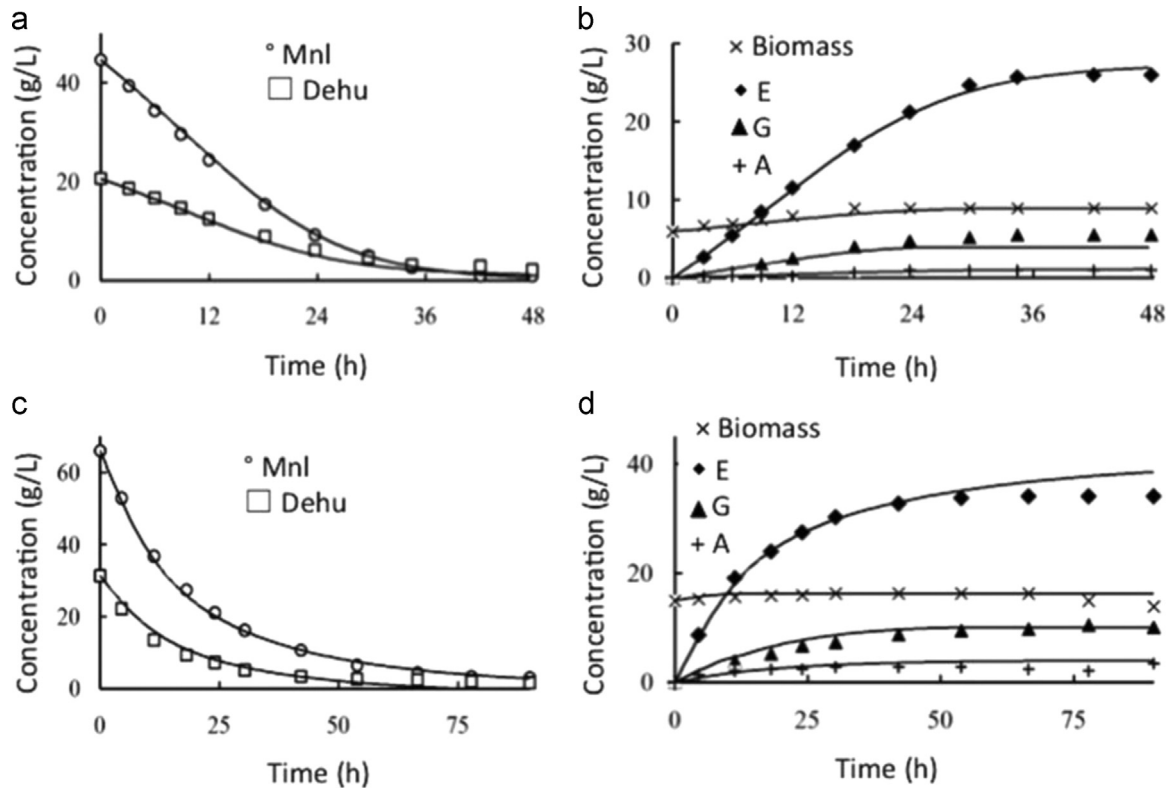 a
Concentration (g/L)
40
20
0
Mnl
Dehu
0 12 24 36 48
Time (h)
b
Concentration (g/L)
30
20
10
0
Biomass
E
G
A
0 12 24 36 48
Time (h)
c
Concentration (g/L)
60
40
20
0
Mnl
Dehu
0 25 50 75
Time (h)
d
Concentration (g/L)
40
20
0
Biomass
E
G
A
0 25 50 75
Time (h)